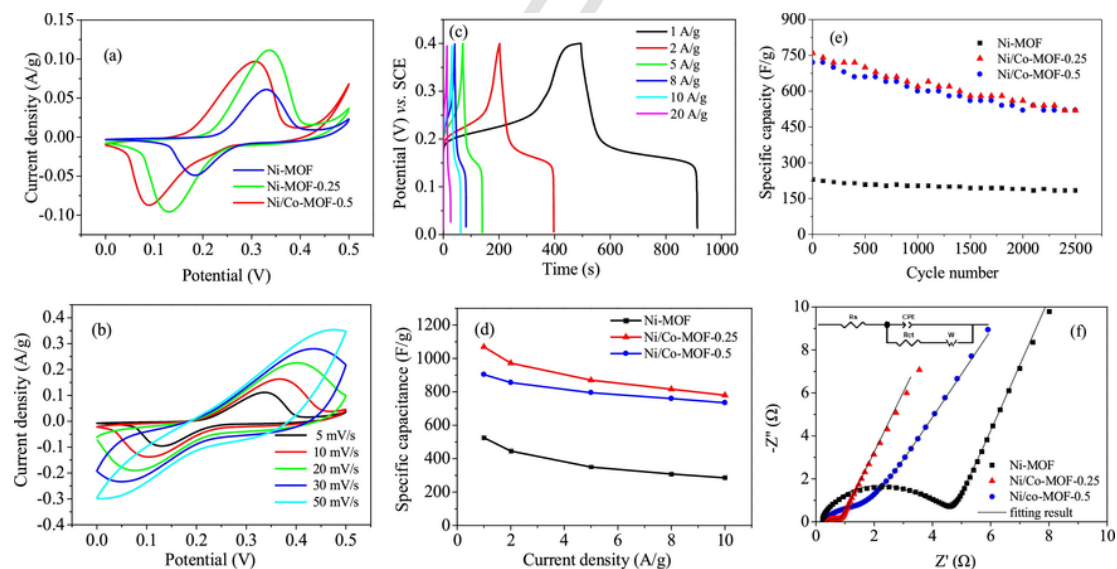 (a)
0.15
0.10
0.05
0.00
-0.05
-0.10
Current density (A/g)
Ni-MOF
Ni-MOF-0.25
Ni/Co-MOF-0.5
0.0 0.1 0.2 0.3 0.4 0.5
Potential (V)
(c)
0.4
0.3
0.2
0.1
0.0
Potential (V) vs. SCE
1 A/g
2 A/g
5 A/g
8 A/g
10 A/g
20 A/g
0 200 400 600 800 1000
Time (s)
(e)
900
750
600
450
300
150
0
Specific capacity (F/g)
Ni-MOF
Ni/Co-MOF-0.25
Ni/Co-MOF-0.5
0 500 1000 1500 2000 2500
Cycle number
(b)
0.4
0.3
0.2
0.1
0.0
-0.1
-0.2
-0.3
-0.4
Current density (A/g)
5 mV/s
10 mV/s
20 mV/s
30 mV/s
50 mV/s
0.0 0.1 0.2 0.3 0.4 0.5
Potential (V)
(d)
1200
1000
800
600
400
200
0
Specific capacitance (F/g)
Ni-MOF
Ni/Co-MOF-0.25
Ni/Co-MOF-0.5
0 2 4 6 8 10
Current density (A/g)
(f)
10
8
6
4
2
0
-Z" (Ω)
Rs
CPE
Rct
W
Ni-MOF
Ni/Co-MOF-0.25
Ni/co-MOF-0.5
fitting result
0 2 4 6 8 10
Z' (Ω)